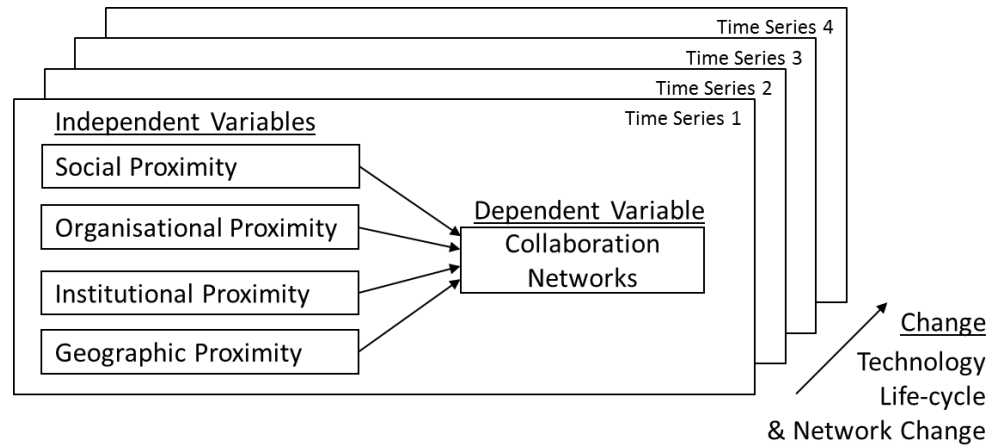 Time Series 4
Time Series 3
Time Series 2
Time Series 1
Independent Variables
Social Proximity
Organisational Proximity
Institutional Proximity
Geographic Proximity
Dependent Variable
Collaboration
Networks
Change
Technology
Life-cycle
& Network Change